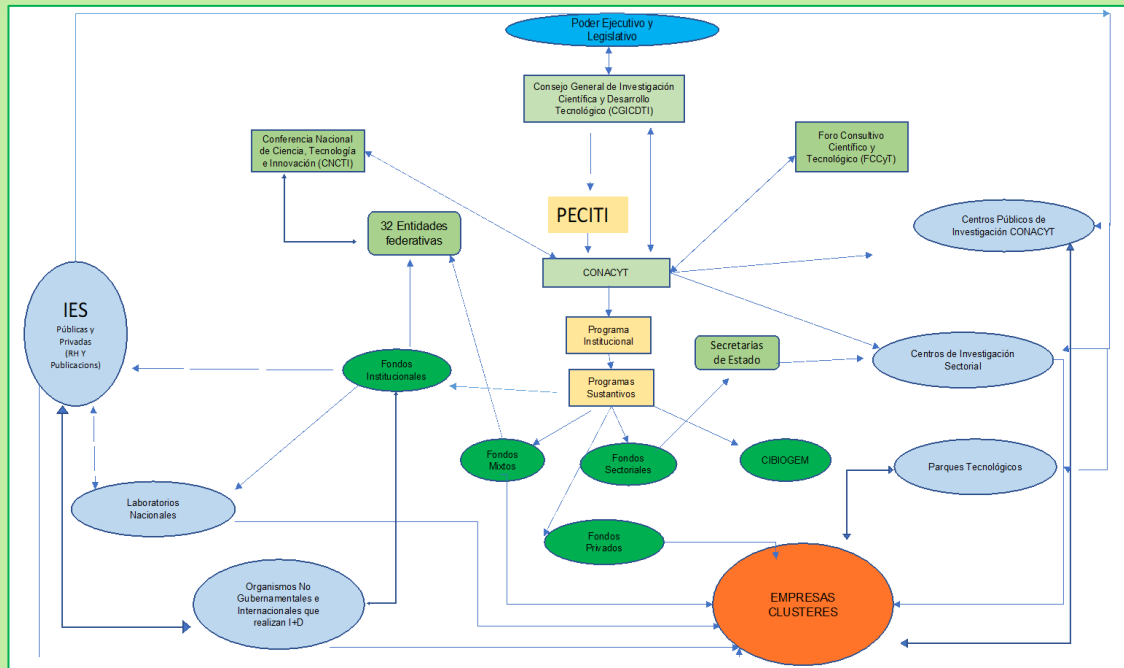 Poder Ejecutivo y
Legislativo
Consejo General de Investigación
Científica y Desarrollo
Tecnológico (CGICDTI)
Conferencia Nacional
de Ciencia, Tecnología
e Innovación (CNCTI)
Foro Consultivo
Científico y
Tecnológico (FCCyT)
PECITI
32 Entidades
federativas
Centros Públicos de
Investigación CONACYT
CONACYT
IES
Públicas y
Privadas
(RH Y
Publicacions)
Programa
Institucional
Secretarias
de Estado
Centros de Investigación
Sectorial
Fondos
Institucionales
Programas
Sustantivos
Fondos
Mixtos
Fondos
Sectoriales
CIBIOGEM
Parques Tecnológicos
Laboratorios
Nacionales
Fondos
Privados
Organismos No
Gubernamentales e
Internacionales que
realizan I+D
EMPRESAS
CLUSTERES